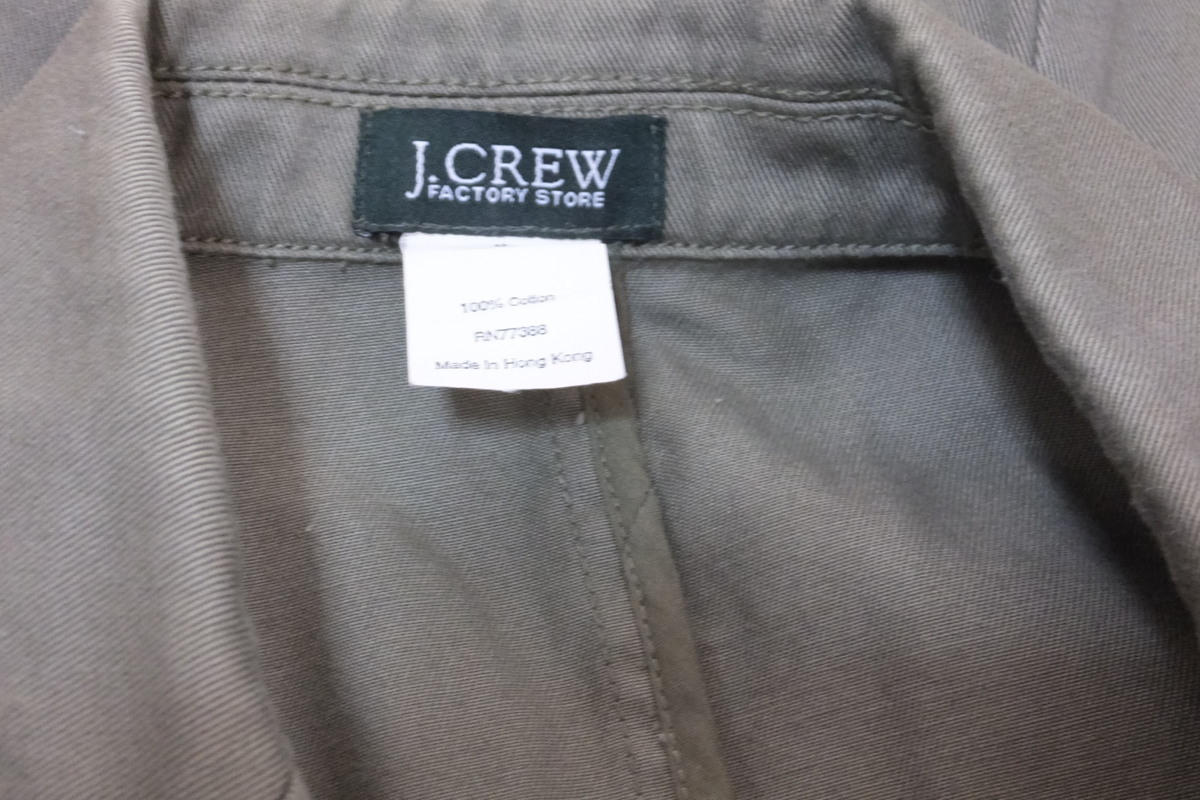 J.CREW
FACTORY STORE
100% Cotton
RN77388
Made In Hong Kong